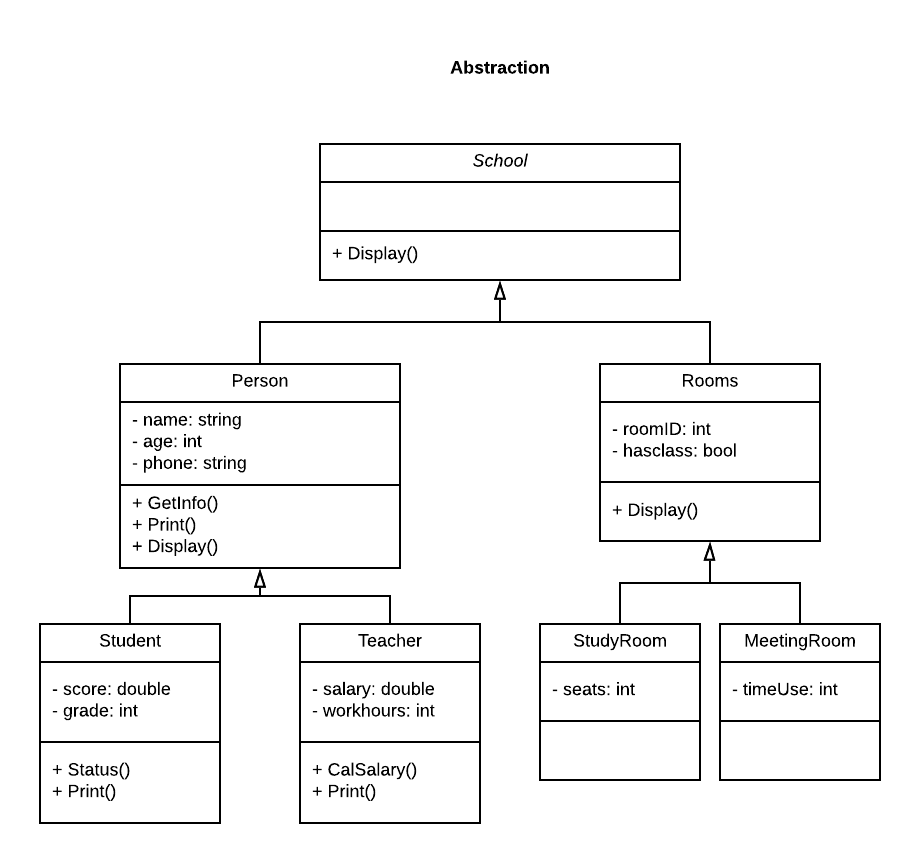 Abstraction
School
+ Display()
Person
- name: string
- age: int
- phone: string
+ GetInfo()
+ Print()
+ Display()
Rooms
- roomID: int
- hasclass: bool
+ Display()
Student
- score: double
- grade: int
+ Status()
+ Print()
Teacher
- salary: double
- workhours: int
+ CalSalary()
+ Print()
StudyRoom
- seats: int
MeetingRoom
- timeUse: int